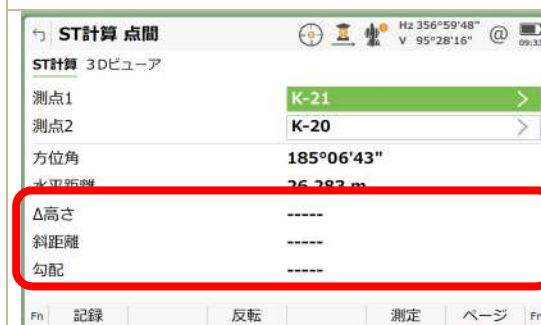 ST計算 点間
Hz 356°59'48"
V 95°28'16"
@
09:33
ST計算 3Dビューア
測点1 K-21
測点2 K-20
方位角 185°06'43"
水平距離 26.283 m
Δ高さ -----
斜距離 -----
勾配 -----
Fn 記録 反転 測定 ページ Fn